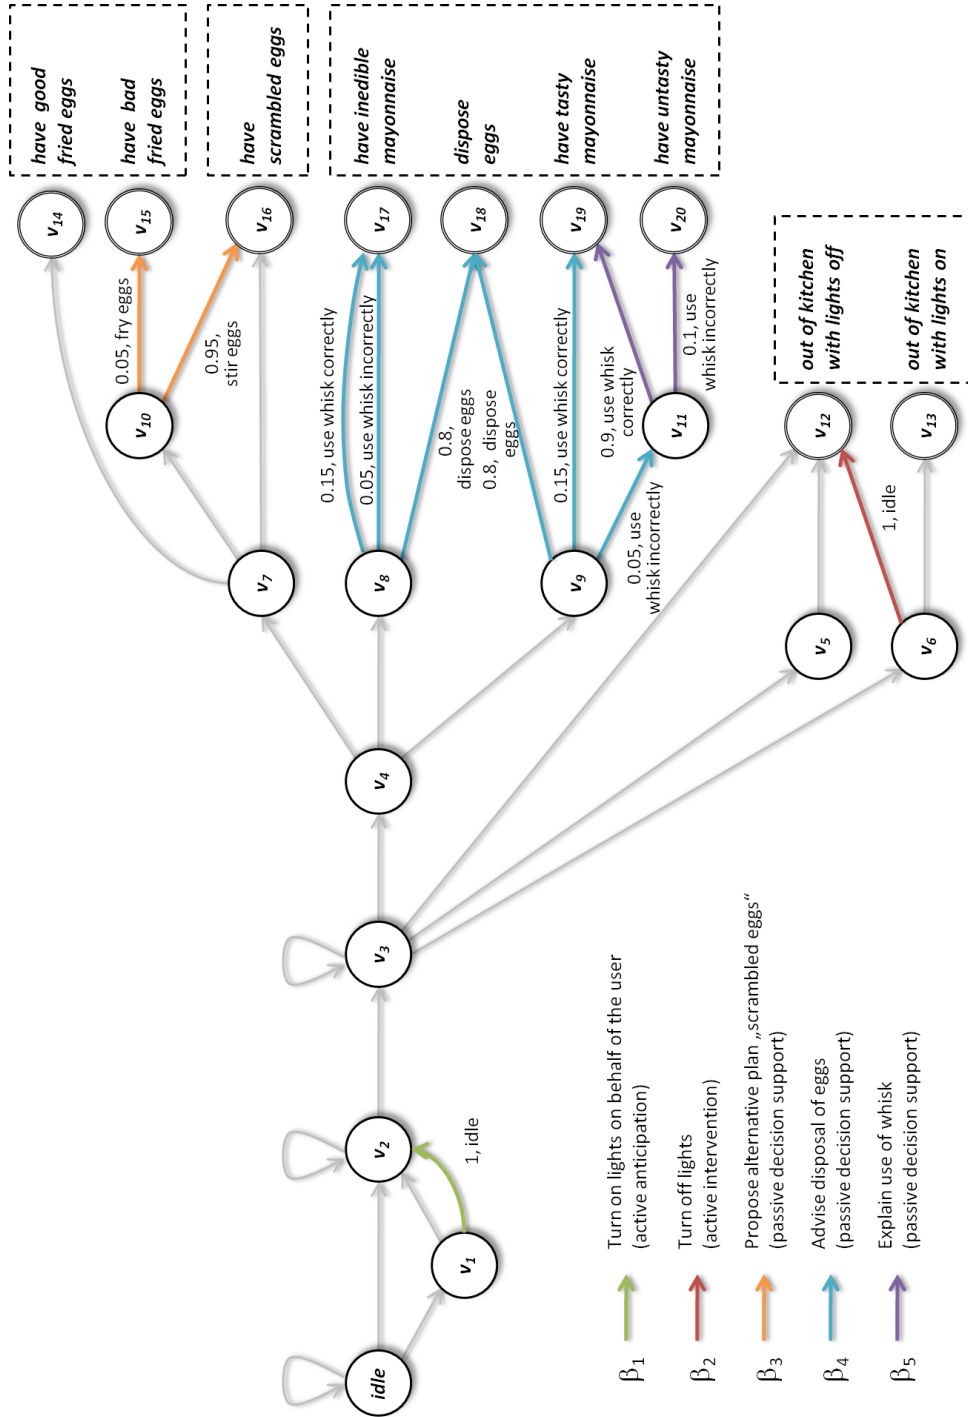 have good
fried eggs
have bad
fried eggs
have
scrambled eggs
have inedible
mayonnaise
dispose
eggs
have tasty
mayonnaise
have untasty
mayonnaise
out of kitchen
with lights off
out of kitchen
with lights on
v14
v15
v16
v17
v18
v19
v20
v12
v13
0.05, fry eggs
0.95,
stir eggs
0.15, use whisk correctly
0.05, use whisk incorrectly
0.8,
dispose eggs
0.8, dispose
eggs
0.15, use whisk correctly
0.9, use whisk
correctly
0.1, use
whisk incorrectly
0.05, use
whisk incorrectly
1, idle
v10
v11
v7
v8
v9
v5
v6
v4
v3
v2
v1
idle
1, idle
β1 Turn on lights on behalf of the user
(active anticipation)
β2 Turn off lights
(active intervention)
β3 Propose alternative plan „scrambled eggs“
(passive decision support)
β4 Advise disposal of eggs
(passive decision support)
β5 Explain use of whisk
(passive decision support)